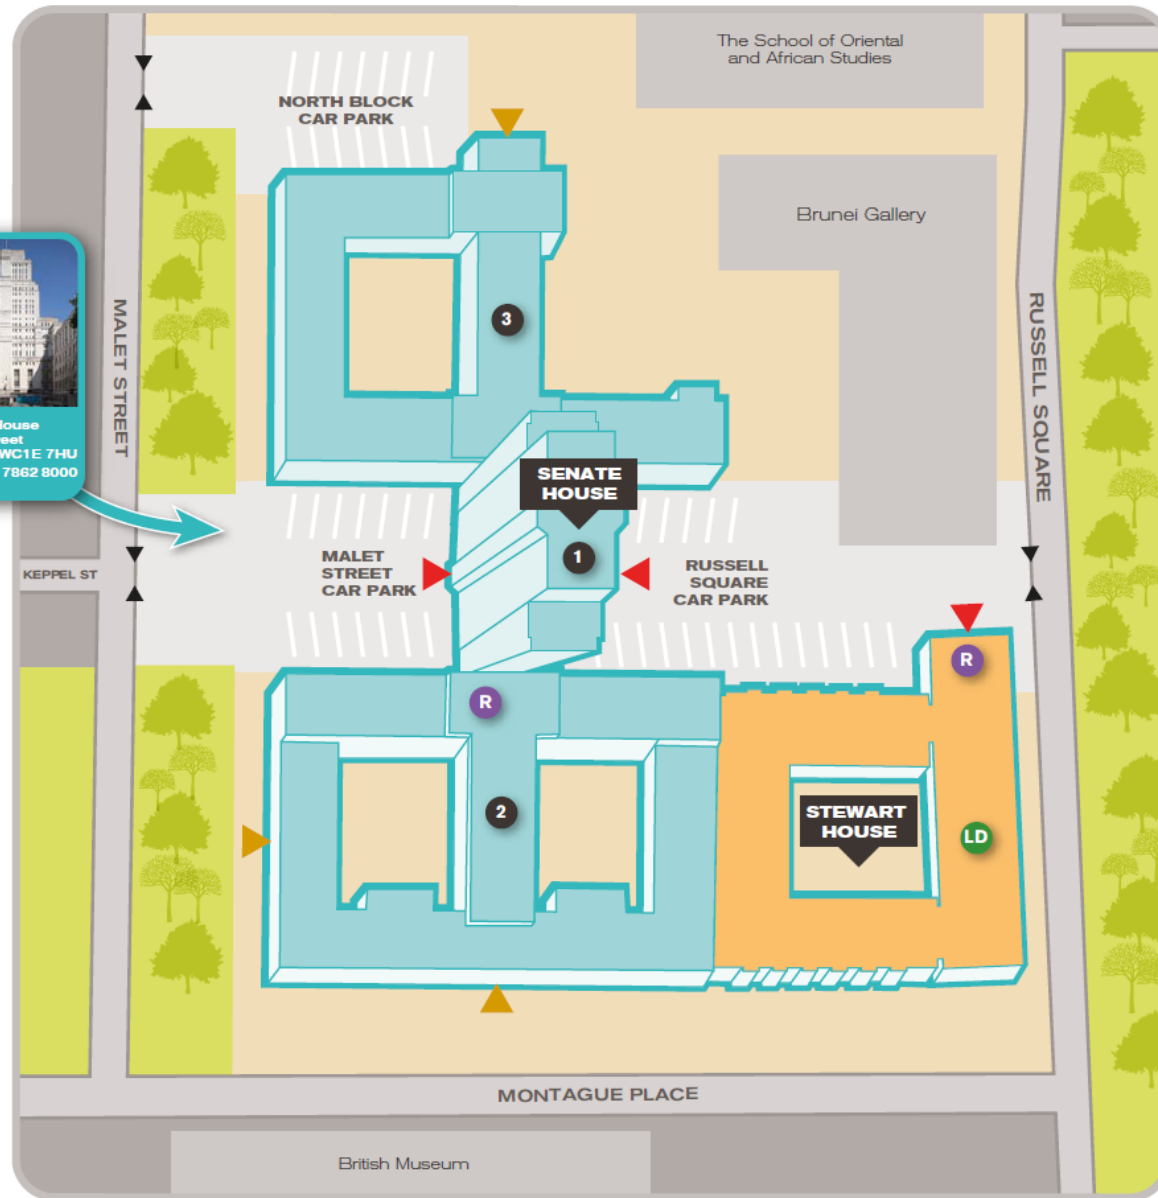 The School of Oriental
and African Studies
NORTH BLOCK
CAR PARK
Brunei Gallery
MALET STREET
RUSSELL SQUARE
3
House
WC1E 7HU
7862 8000
SENATE
HOUSE
1
MALET
STREET
CAR PARK
RUSSELL
SQUARE
CAR PARK
KEPPEL ST
R
R
2
STEWART
HOUSE
LD
MONTAGUE PLACE
British Museum